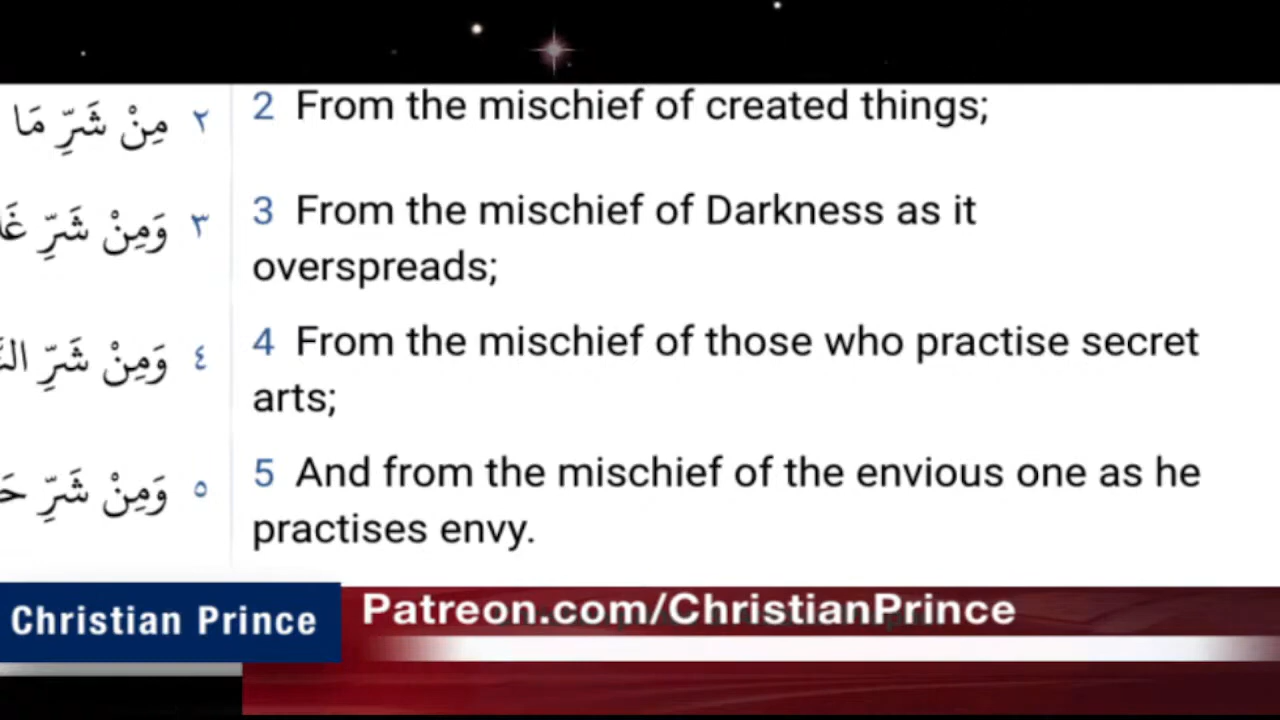 2 From the mischief of created things;
مِنْ شَرِّ مَا ٢
3 From the mischief of Darkness as it
overspreads;
وَمِنْ شَرِّ ٣
4 From the mischief of those who practise secret
arts;
وَمِنْ شَرِّ ٤
5 And from the mischief of the envious one as he
practises envy.
وَمِنْ شَرِّ ٥
Christian Prince
Patreon.com/ChristianPrince